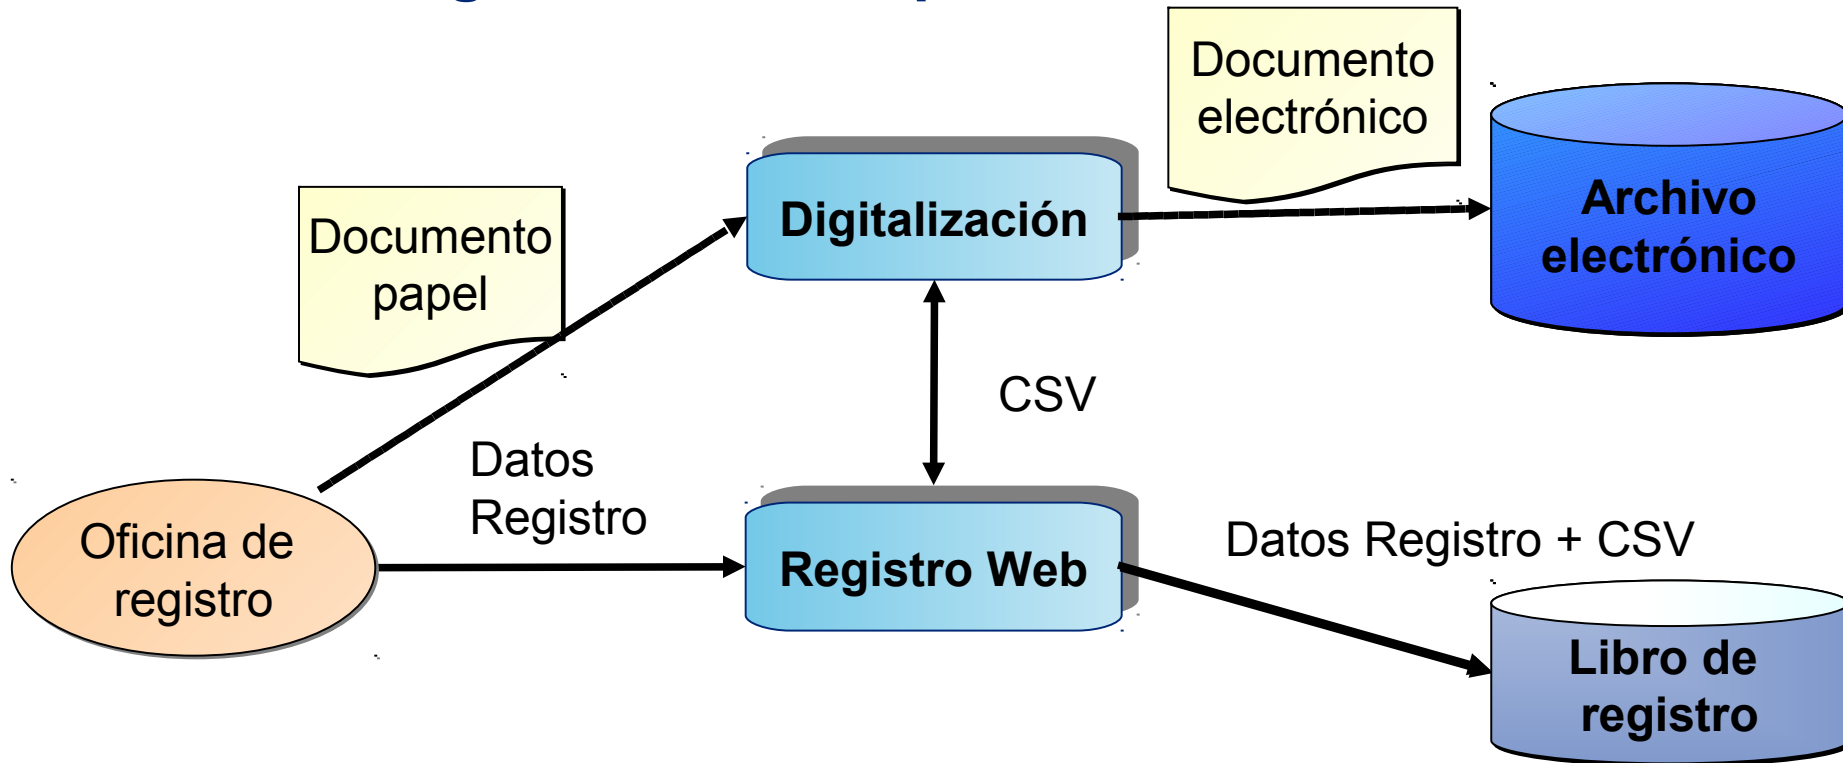 Documento
electrónico
Documento
papel
Digitalización
Archivo
electrónico
CSV
Datos
Registro
Oficina de
registro
Registro Web
Datos Registro + CSV
Libro de
registro